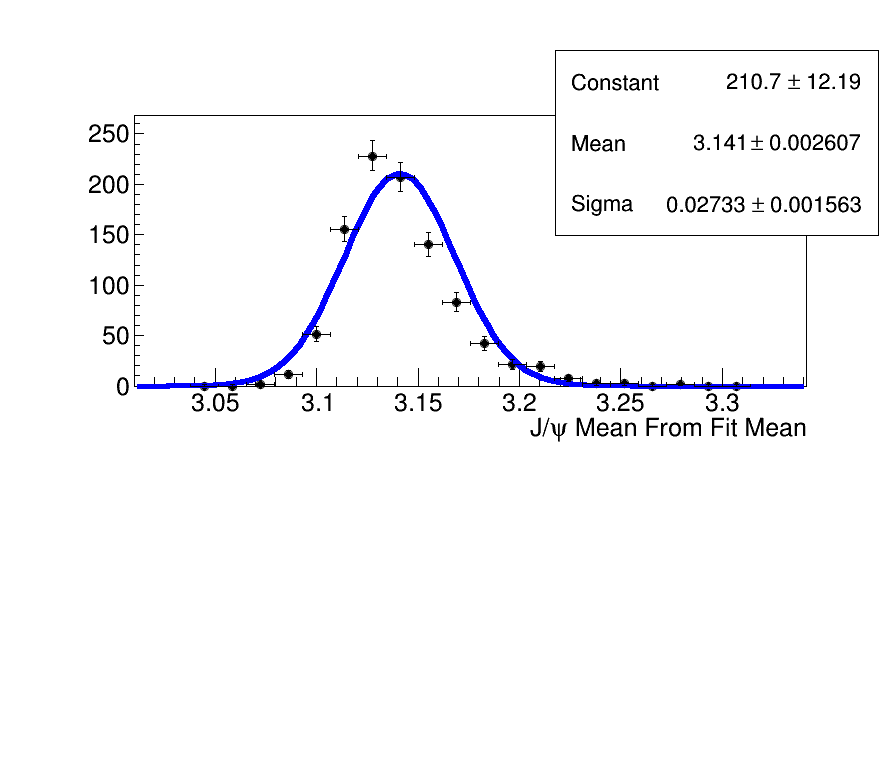 Constant 210.7 ± 12.19
Mean 3.141 ± 0.002607
Sigma 0.02733 ± 0.001563
250
200
150
100
50
0
3.05 3.1 3.15 3.2 3.25 3.3
J/ψ Mean From Fit Mean